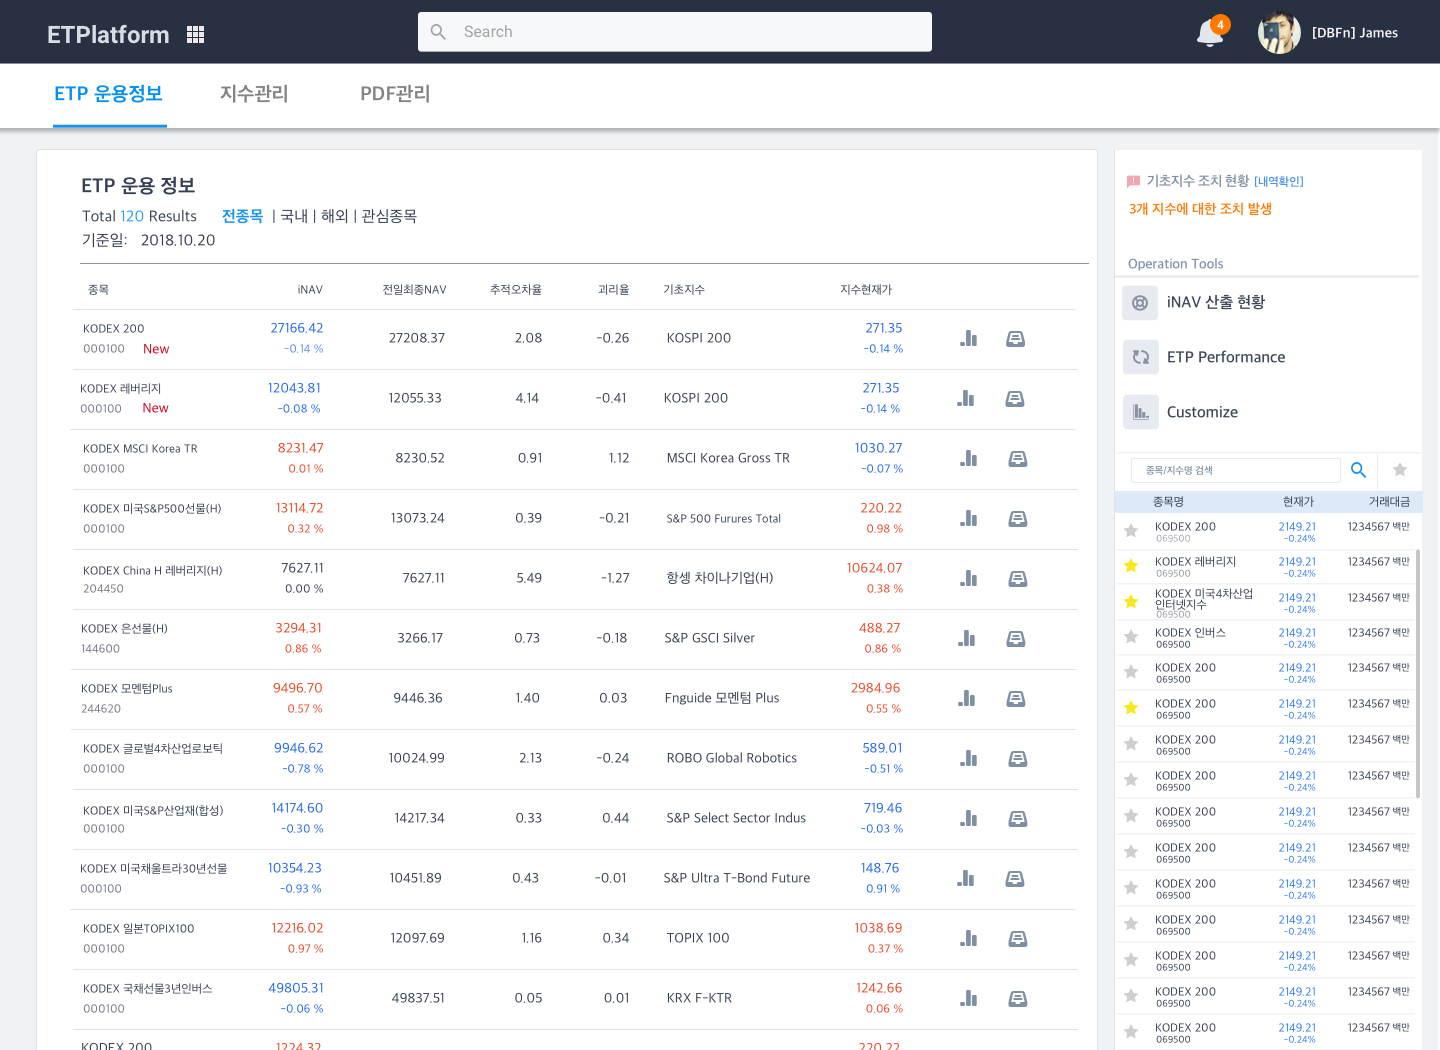 ETPlatform
Search
4
[DBFn] James
ETP 운용정보 지수관리 PDF관리
ETP 운용 정보
Total 120 Results 전종목 | 국내 | 해외 | 관심종목
기준일: 2018.10.20
종목 iNAV 전일최종NAV 추적오차율 괴리율 기초지수 지수현재가
KODEX 200 27166.42 27208.37 2.08 -0.26 KOSPI 200 271.35
000100 New -0.14 % -0.14 %
KODEX 레버리지 12043.81 12055.33 4.14 -0.41 KOSPI 200 271.35
000100 New -0.08 % -0.14 %
KODEX MSCI Korea TR 8231.47 8230.52 0.91 1.12 MSCI Korea Gross TR 1030.27
000100 0.01 % -0.07 %
KODEX 미국S&P500선물(H) 13114.72 13073.24 0.39 -0.21 S&P 500 Furures Total 220.22
000100 0.32 % 0.98 %
KODEX China H 레버리지(H) 7627.11 7627.11 5.49 -1.27 항셍 차이나기업(H) 10624.07
204450 0.00 % 0.38 %
KODEX 은선물(H) 3294.31 3266.17 0.73 -0.18 S&P GSCI Silver 488.27
144600 0.86 % 0.86 %
KODEX 모멘텀Plus 9496.70 9446.36 1.40 0.03 Fnguide 모멘텀 Plus 2984.96
244620 0.57 % 0.55 %
KODEX 글로벌4차산업로보틱 9946.62 10024.99 2.13 -0.24 ROBO Global Robotics 589.01
000100 -0.78 % -0.51 %
KODEX 미국S&P산업재(합성) 14174.60 14217.34 0.33 0.44 S&P Select Sector Indus 719.46
000100 -0.30 % -0.03 %
KODEX 미국채울트라30년선물 10354.23 10451.89 0.43 -0.01 S&P Ultra T-Bond Future 148.76
000100 -0.93 % 0.91 %
KODEX 일본TOPIX100 12216.02 12097.69 1.16 0.34 TOPIX 100 1038.69
000100 0.97 % 0.37 %
KODEX 국채선물3년인버스 49805.31 49837.51 0.05 0.01 KRX F-KTR 1242.66
000100 -0.06 % 0.06 %
KODEX 200 1224.32 220.22
기초지수 조치 현황 [내역확인]
3개 지수에 대한 조치 발생
Operation Tools
iNAV 산출 현황
ETP Performance
Customize
종목/지수명 검색
종목명 현재가 거래대금
KODEX 200 2149.21 1234567 백만
069500 -0.24%
KODEX 레버리지 2149.21 1234567 백만
069500 -0.24%
KODEX 미국4차산업
인터넷지수 2149.21 1234567 백만
069500 -0.24%
KODEX 인버스 2149.21 1234567 백만
069500 -0.24%
KODEX 200 2149.21 1234567 백만
069500 -0.24%
KODEX 200 2149.21 1234567 백만
069500 -0.24%
KODEX 200 2149.21 1234567 백만
069500 -0.24%
KODEX 200 2149.21 1234567 백만
069500 -0.24%
KODEX 200 2149.21 1234567 백만
069500 -0.24%
KODEX 200 2149.21 1234567 백만
069500 -0.24%
KODEX 200 2149.21 1234567 백만
069500 -0.24%
KODEX 200 2149.21 1234567 백만
069500 -0.24%
KODEX 200 2149.21 1234567 백만
069500 -0.24%
KODEX 200 2149.21 1234567 백만
069500 -0.24%
KODEX 200 2149.21 1234567 백만
069500 -0.24%